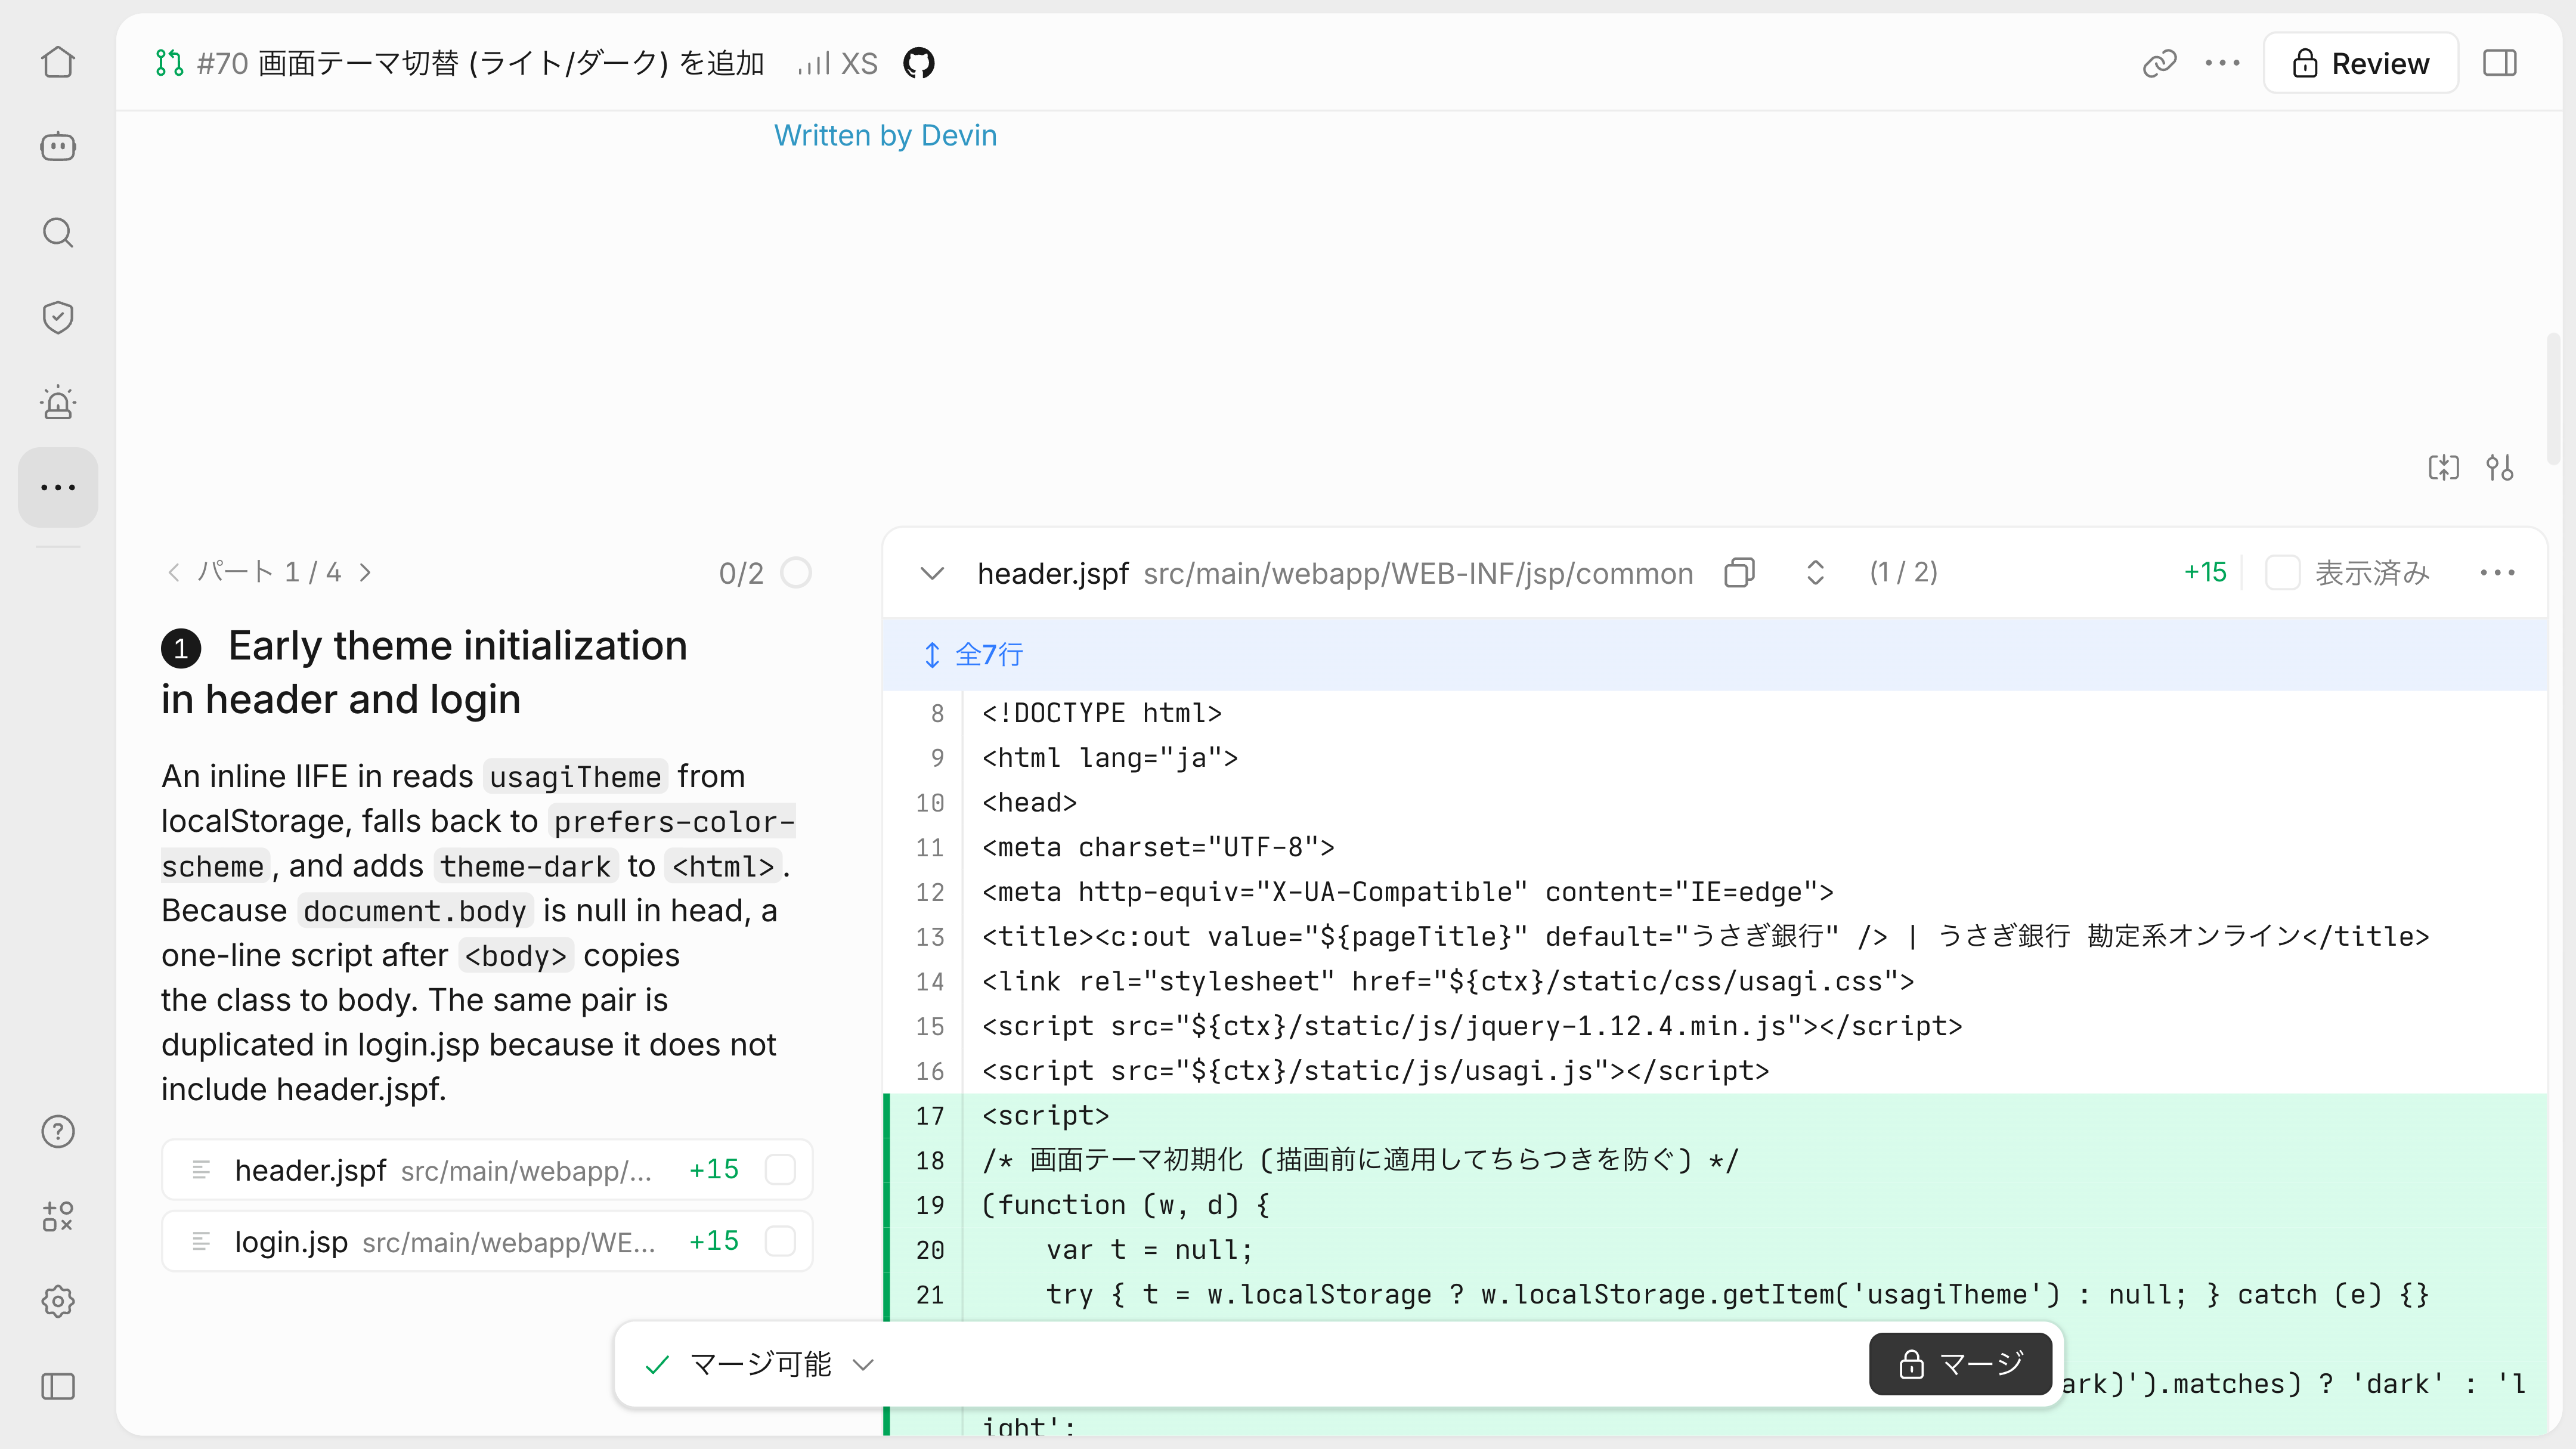 #70 画面テーマ切替 (ライト/ダーク) を追加 XS
Review
Written by Devin
パート 1 / 4
0/2
1 Early theme initialization
in header and login
An inline IIFE in reads usagiTheme from
localStorage, falls back to prefers-color-
scheme, and adds theme-dark to <html>.
Because document.body is null in head, a
one-line script after <body> copies
the class to body. The same pair is
duplicated in login.jsp because it does not
include header.jspf.
header.jspf src/main/webapp/... +15
login.jsp src/main/webapp/WE... +15
header.jspf src/main/webapp/WEB-INF/jsp/common (1 / 2) +15 表示済み
全7行
8 <!DOCTYPE html>
9 <html lang="ja">
10 <head>
11 <meta charset="UTF-8">
12 <meta http-equiv="X-UA-Compatible" content="IE=edge">
13 <title><c:out value="${pageTitle}" default="うさぎ銀行" /> | うさぎ銀行 勘定系オンライン</title>
14 <link rel="stylesheet" href="${ctx}/static/css/usagi.css">
15 <script src="${ctx}/static/js/jquery-1.12.4.min.js"></script>
16 <script src="${ctx}/static/js/usagi.js"></script>
17 <script>
18 /* 画面テーマ初期化 (描画前に適用してちらつきを防ぐ) */
19 (function (w, d) {
20 var t = null;
21 try { t = w.localStorage ? w.localStorage.getItem('usagiTheme') : null; } catch (e) {}
ark)').matches) ? 'dark' : 'l
ight';
マージ可能
マージ